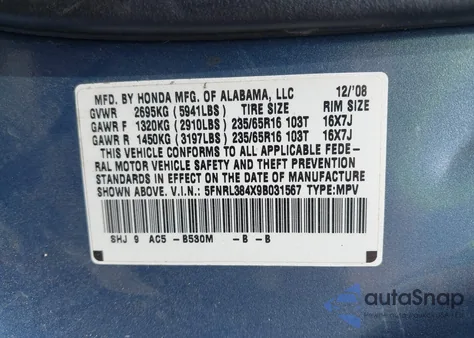 MFD. BY HONDA MFG. OF ALABAMA, LLC 12/'08
GVWR 2695KG (5941LBS) TIRE SIZE RIM SIZE
GAWR F 1320KG (2910LBS) 235/65R16 103T 16X7J
GAWR R 1450KG (3197LBS) 235/65R16 103T 16X7J
THIS VEHICLE CONFORMS TO ALL APPLICABLE FEDE-
RAL MOTOR VEHICLE SAFETY AND THEFT PREVENTION
STANDARDS IN EFFECT ON THE DATE OF MANUFACTURE
SHOWN ABOVE. V.I.N.: 5FNRL384X9B031567 TYPE:MPV
SHJ 9 AC5 -B530M -B -B
autoSnap